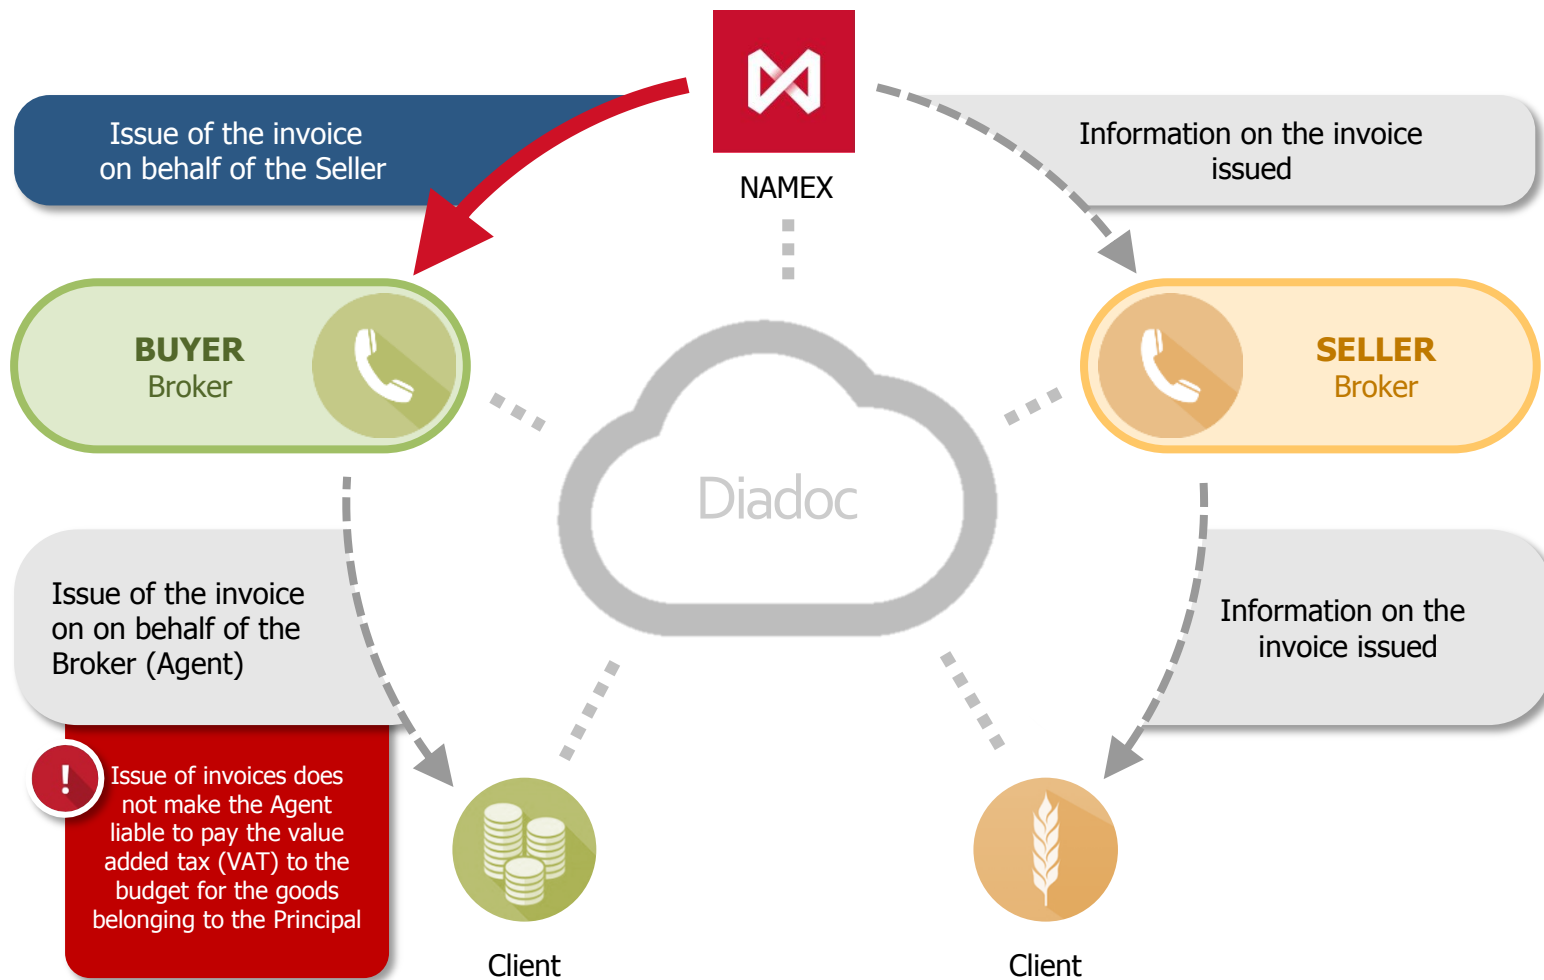 Issue of the invoice
on behalf of the Seller
NAMEX
Information on the invoice
issued
BUYER
Broker
SELLER
Broker
Diadoc
Issue of the invoice
on on behalf of the
Broker (Agent)
Information on the
invoice issued
!
Issue of invoices does
not make the Agent
liable to pay the value
added tax (VAT) to the
budget for the goods
belonging to the Principal
Client
Client